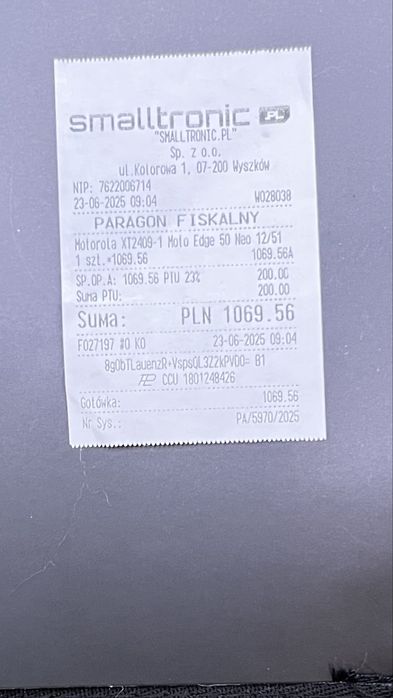 smalltronic .PL
"SMALLTRONIC.PL"
Sp. z o.o.
ul.Kolorowa 1, 07-200 Wyszków
NIP: 7622006714
23-06-2025 09:04 W028038
PARAGON FISKALNY
Motorola XT2409-1 Moto Edge 50 Neo 12/51
1 szt.*1069.56 1069.56A
SP.OP.A: 1069.56 PTU 23% 200.00
Suma PTU: 200.00
Suma: PLN 1069.56
F027197 #0 KO 23-06-2025 09:04
8gObTLauenzR+VspsQL3Z2kPVO0= B1
CCU 1801248426
Gotówka: 1069.56
Nr Sys.: PA/5970/2025